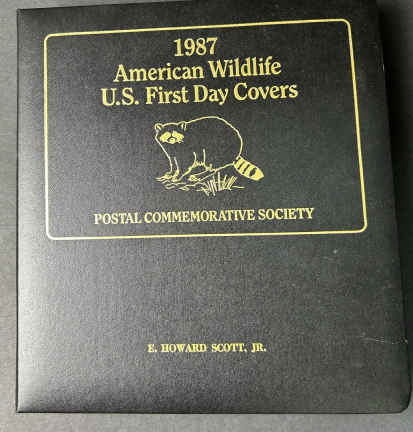 1987
American Wildlife
U.S. First Day Covers
POSTAL COMMEMORATIVE SOCIETY
E. HOWARD SCOTT, JR.